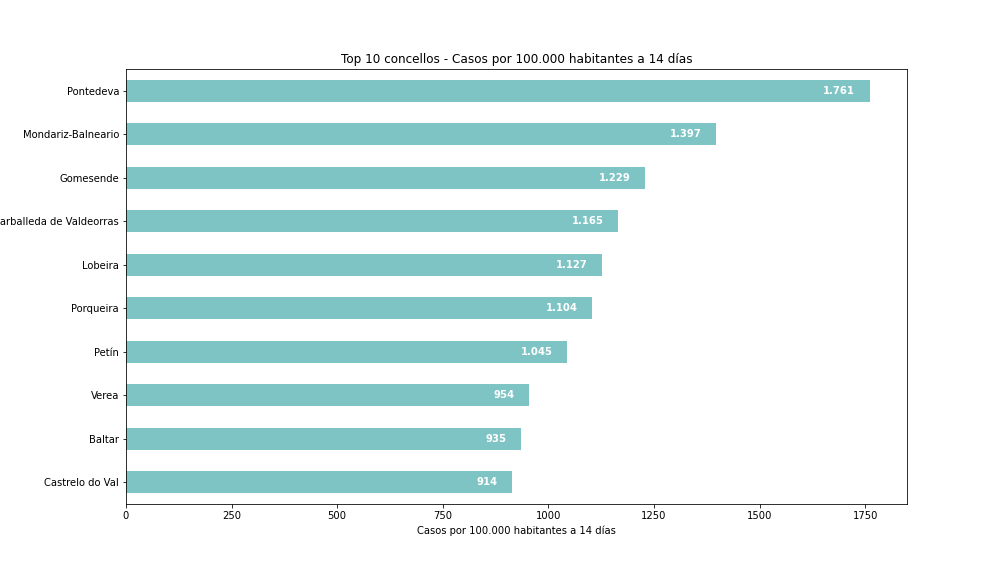 Top 10 concellos - Casos por 100.000 habitantes a 14 días
Pontedeva 1.761
Mondariz-Balneario 1.397
Gomesende 1.229
arballeda de Valdeorras 1.165
Lobeira 1.127
Porqueira 1.104
Petín 1.045
Verea 954
Baltar 935
Castrelo do Val 914
0 250 500 750 1000 1250 1500 1750
Casos por 100.000 habitantes a 14 días